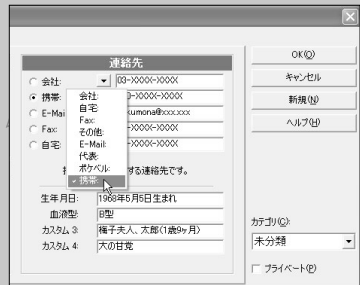 連絡先
会社: 03-XXXX-XXXX
携帯: 0-XXXX-XXXX
E-Mai kumona@xxx.xxx
Fax: -XXXX-XXXX
自宅: -XXXX-XXXX
会社:
自宅:
Fax:
その他:
E-Mail:
代表:
ポケベル:
携帯:
する連絡先です。
生年月日: 1968年5月5日生まれ
血液型: B型
カスタム 3: 梅子夫人、太郎(1歳9ヶ月)
カスタム 4: 大の甘党
OK(O)
キャンセル
新規(N)
ヘルプ(H)
カテゴリ(C):
未分類
プライベート(P)